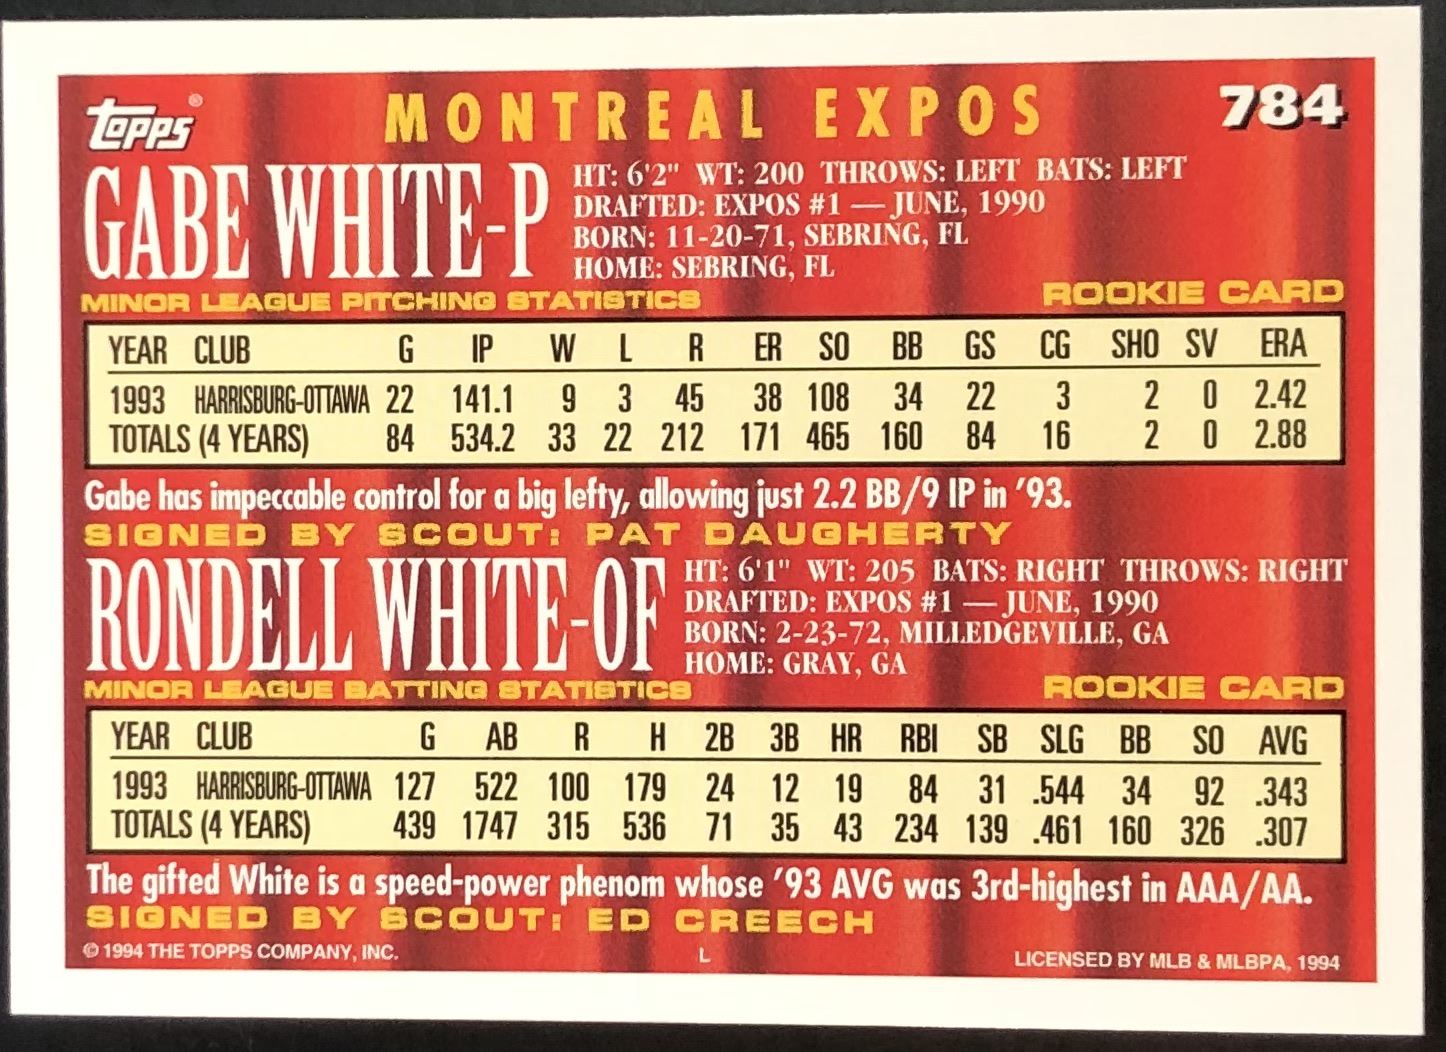 Topps® MONTREAL EXPOS 784
GABE WHITE-P
HT: 6'2" WT: 200 THROWS: LEFT BATS: LEFT
DRAFTED: EXPOS #1 — JUNE, 1990
BORN: 11-20-71, SEBRING, FL
HOME: SEBRING, FL
MINOR LEAGUE PITCHING STATISTICS ROOKIE CARD
YEAR CLUB G IP W L R ER SO BB GS CG SHO SV ERA
1993 HARRISBURG-OTTAWA 22 141.1 9 3 45 38 108 34 22 3 2 0 2.42
TOTALS (4 YEARS) 84 534.2 33 22 212 171 465 160 84 16 2 0 2.88
Gabe has impeccable control for a big lefty, allowing just 2.2 BB/9 IP in '93.
SIGNED BY SCOUT: PAT DAUGHERTY
RONDELL WHITE-OF
HT: 6'1" WT: 205 BATS: RIGHT THROWS: RIGHT
DRAFTED: EXPOS #1 — JUNE, 1990
BORN: 2-23-72, MILLEDGEVILLE, GA
HOME: GRAY, GA
MINOR LEAGUE BATTING STATISTICS ROOKIE CARD
YEAR CLUB G AB R H 2B 3B HR RBI SB SLG BB SO AVG
1993 HARRISBURG-OTTAWA 127 522 100 179 24 12 19 84 31 .544 34 92 .343
TOTALS (4 YEARS) 439 1747 315 536 71 35 43 234 139 .461 160 326 .307
The gifted White is a speed-power phenom whose '93 AVG was 3rd-highest in AAA/AA.
SIGNED BY SCOUT: ED CREECH
© 1994 THE TOPPS COMPANY, INC. L LICENSED BY MLB & MLBPA, 1994